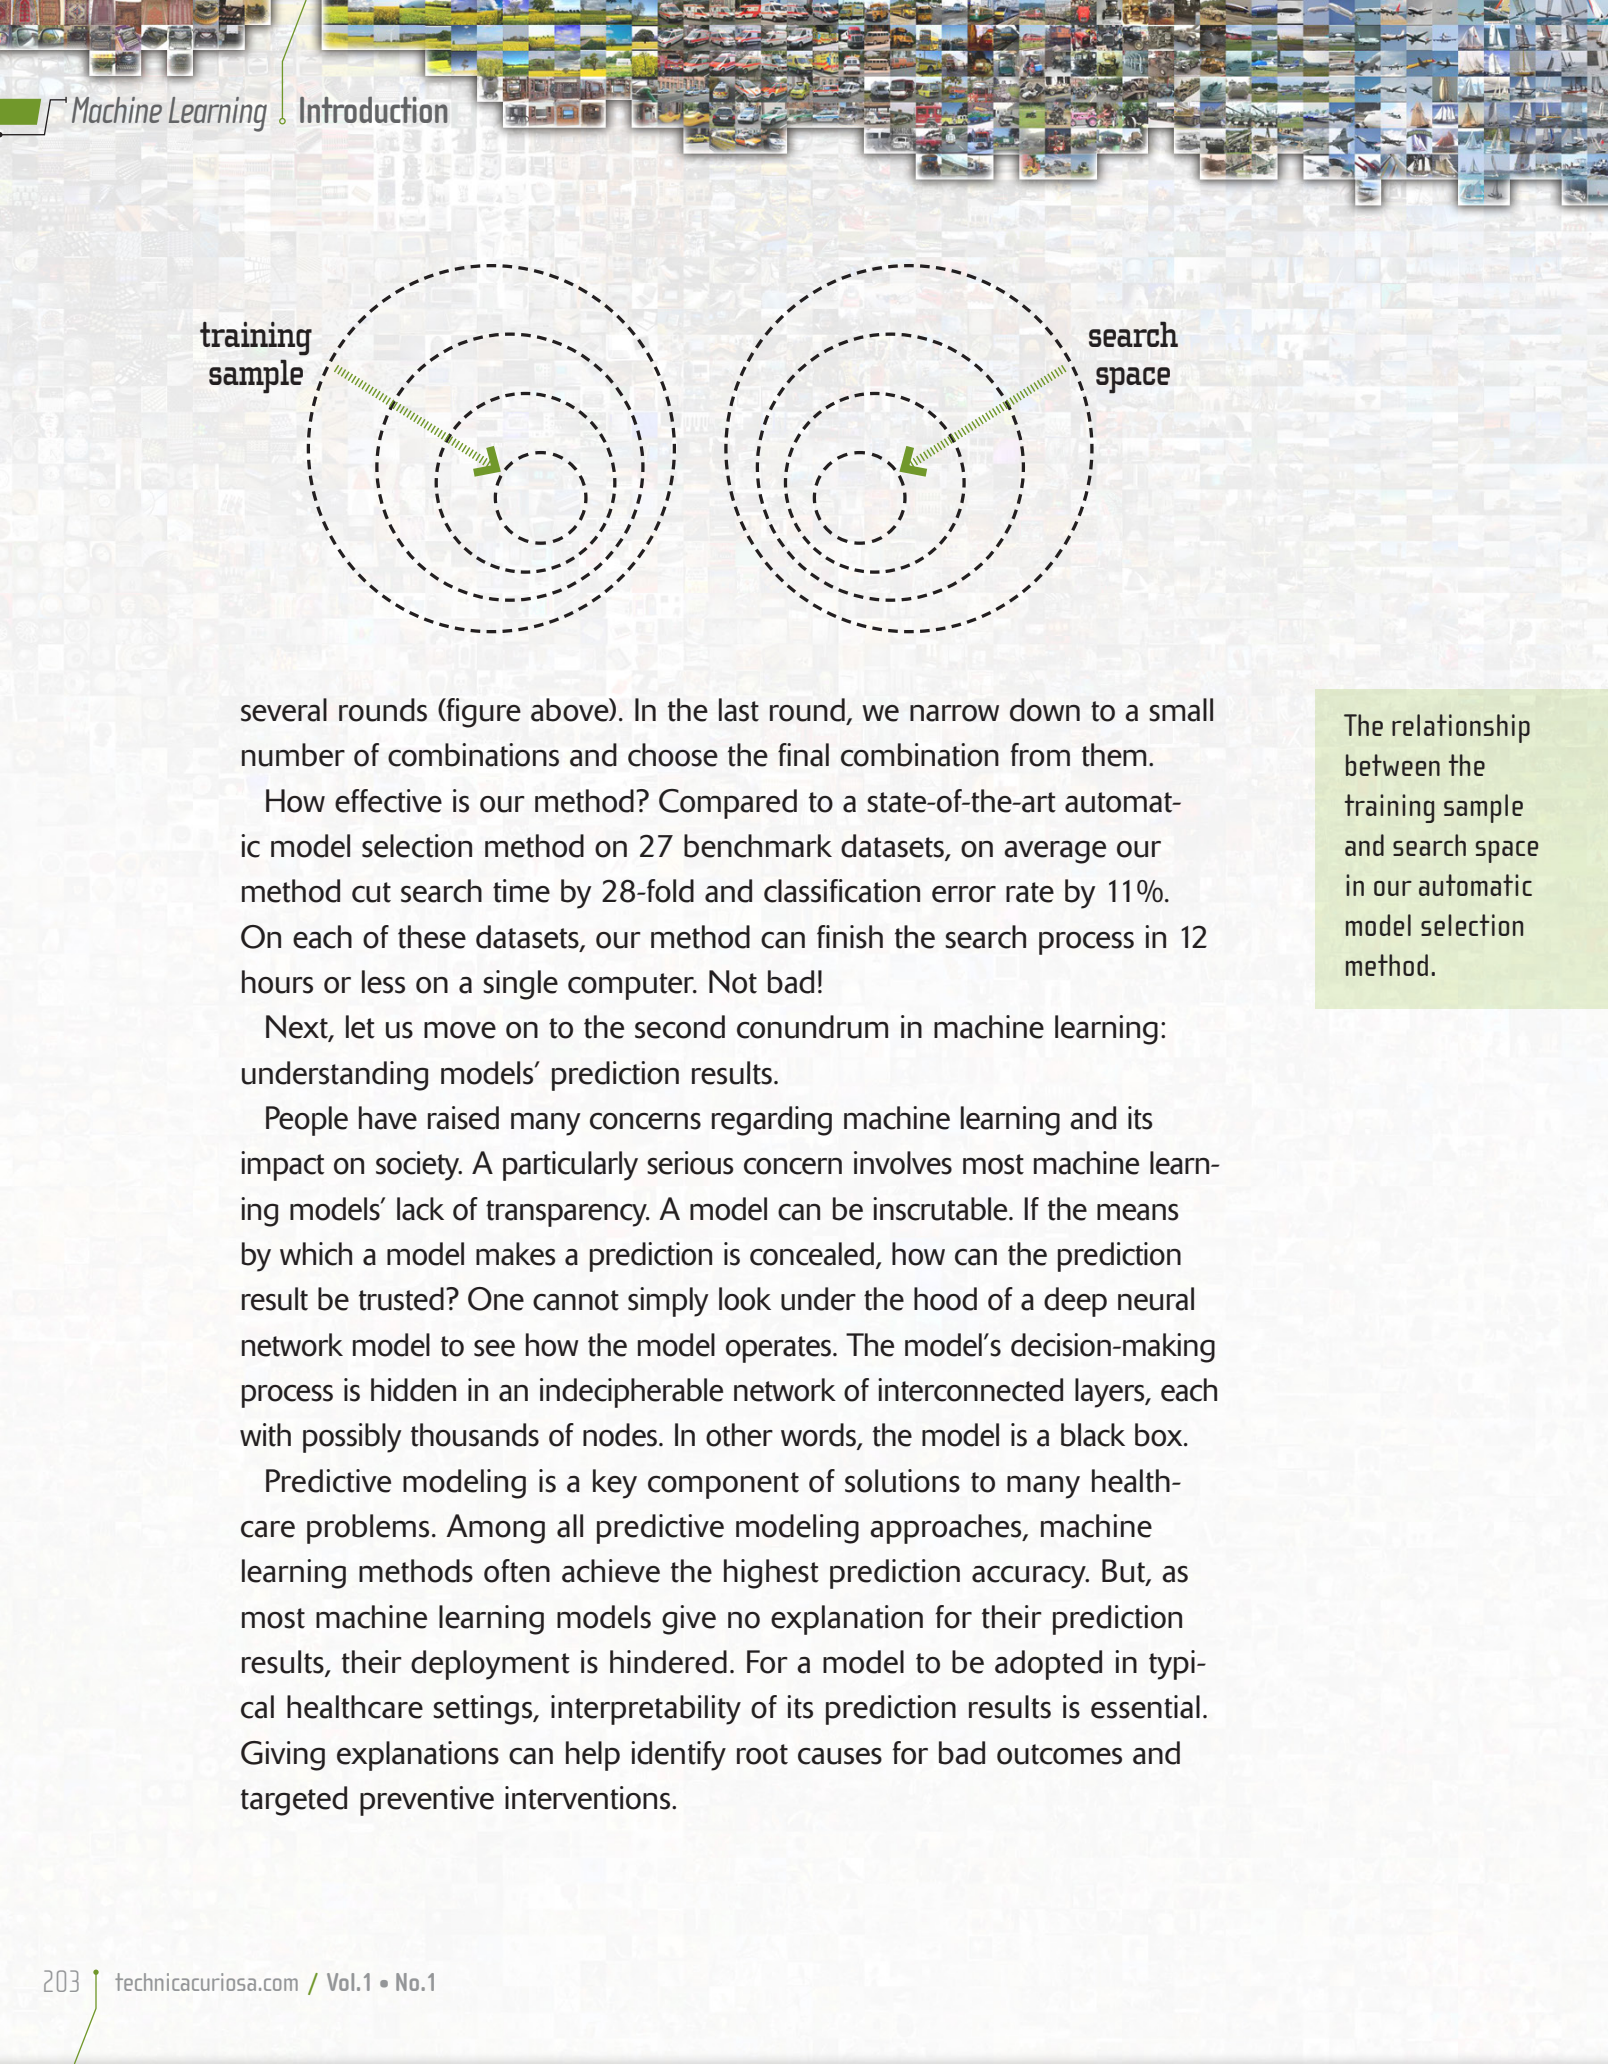 Machine Learning Introduction
training
sample
search
space
several rounds (figure above). In the last round, we narrow down to a small
number of combinations and choose the final combination from them.
How effective is our method? Compared to a state-of-the-art automat-
ic model selection method on 27 benchmark datasets, on average our
method cut search time by 28-fold and classification error rate by 11%.
On each of these datasets, our method can finish the search process in 12
hours or less on a single computer. Not bad!
Next, let us move on to the second conundrum in machine learning:
understanding models’ prediction results.
People have raised many concerns regarding machine learning and its
impact on society. A particularly serious concern involves most machine learn-
ing models’ lack of transparency. A model can be inscrutable. If the means
by which a model makes a prediction is concealed, how can the prediction
result be trusted? One cannot simply look under the hood of a deep neural
network model to see how the model operates. The model’s decision-making
process is hidden in an indecipherable network of interconnected layers, each
with possibly thousands of nodes. In other words, the model is a black box.
Predictive modeling is a key component of solutions to many health-
care problems. Among all predictive modeling approaches, machine
learning methods often achieve the highest prediction accuracy. But, as
most machine learning models give no explanation for their prediction
results, their deployment is hindered. For a model to be adopted in typi-
cal healthcare settings, interpretability of its prediction results is essential.
Giving explanations can help identify root causes for bad outcomes and
targeted preventive interventions.
The relationship
between the
training sample
and search space
in our automatic
model selection
method.
203 technicacuriosa.com / Vol.1 • No.1